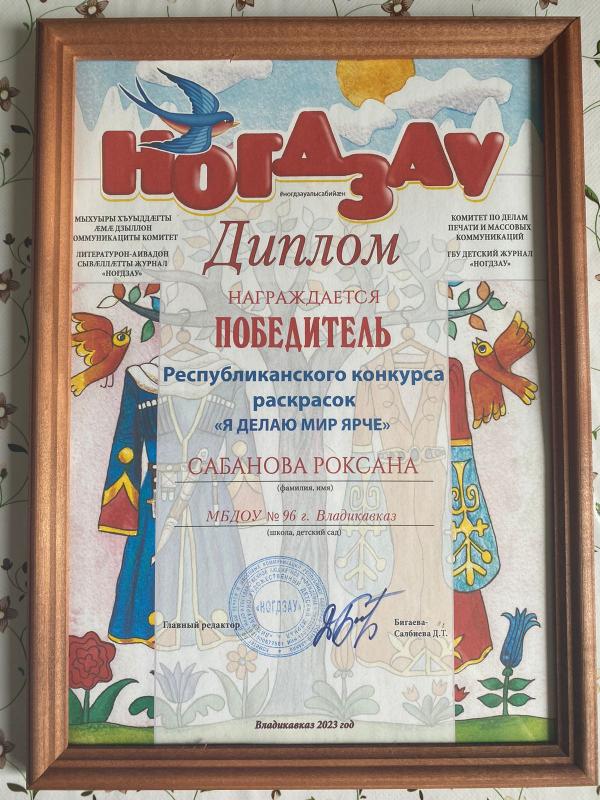 НОГДЗАУ
#ногдзауалысабийæн
МЫХУЫРЫ ХЪУЫДДÆГТЫ
ÆМÆ ДЗЫЛЛОН
КОММУНИКАЦИТЫ КОМИТЕТ
ЛИТЕРАТУРОН-АИВАДОН
СЫВÆЛЛÆТТЫ ЖУРНАЛ
«НОГДЗАУ»
КОМИТЕТ ПО ДЕЛАМ
ПЕЧАТИ И МАССОВЫХ
КОММУНИКАЦИЙ
ГБУ ДЕТСКИЙ ЖУРНАЛ
«НОГДЗАУ»
Диплом
НАГРАЖДАЕТСЯ
ПОБЕДИТЕЛЬ
Республиканского конкурса
раскрасок
«Я ДЕЛАЮ МИР ЯРЧЕ»
САБАНОВА РОКСАНА
(фамилия, имя)
МБДОУ № 96 г. Владикавказ
(школа, детский сад)
Главный редактор
«НОГДЗАУ»
Бигаева-
Салбиева Д.Т.
Владикавказ 2023 год